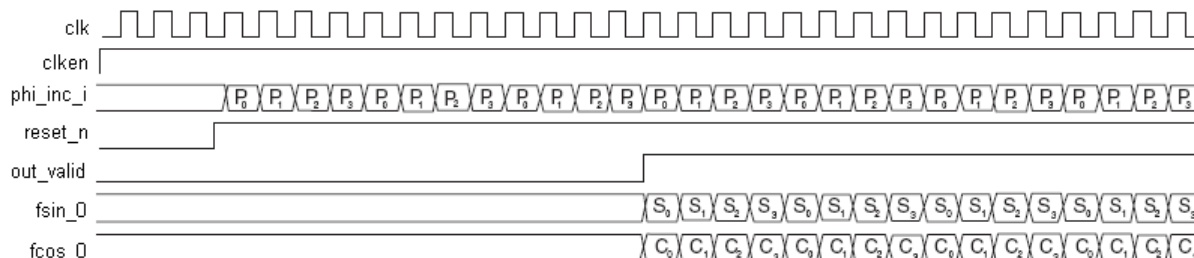 clk
clken
phi_inc_i P₀ P₁ P₂ P₃ P₀ P₁ P₂ P₃ P₀ P₁ P₂ P₃ P₀ P₁ P₂ P₃ P₀ P₁ P₂ P₃ P₀ P₁ P₂ P₃ P₀ P₁ P₂ P₃
reset_n
out_valid
fsin_0 S₀ S₁ S₂ S₃ S₀ S₁ S₂ S₃ S₀ S₁ S₂ S₃ S₀ S₁ S₂ S₃
fcos_0 C₀ C₁ C₂ C₃ C₀ C₁ C₂ C₃ C₀ C₁ C₂ C₃ C₀ C₁ C₂ C